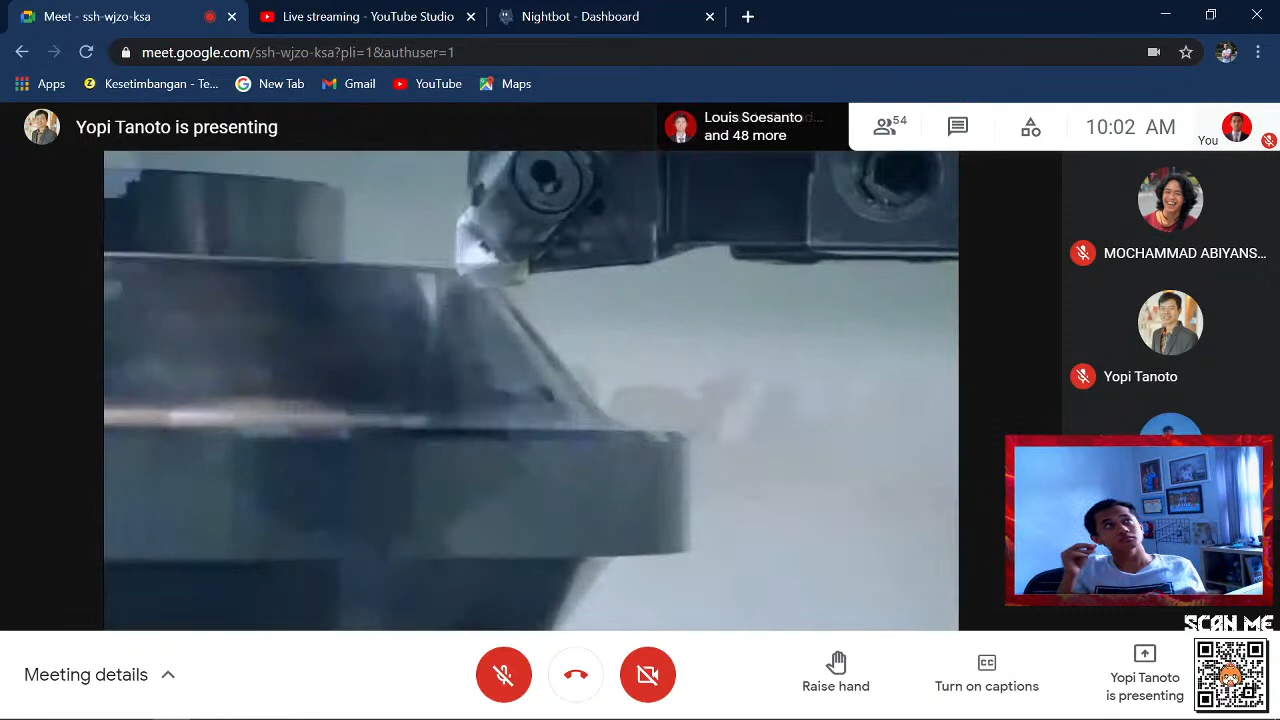 Meet - ssh-wjzo-ksa
Live streaming - YouTube Studio
Nightbot - Dashboard
meet.google.com/ssh-wjzo-ksa?pli=1&authuser=1
Apps
Kesetimbangan - Te...
New Tab
Gmail
YouTube
Maps
Yopi Tanoto is presenting
Louis Soesanto
and 48 more
54
10:02 AM
You
MOCHAMMAD ABIYANS...
Yopi Tanoto
SCAN ME
Meeting details
Raise hand
Turn on captions
Yopi Tanoto
is presenting